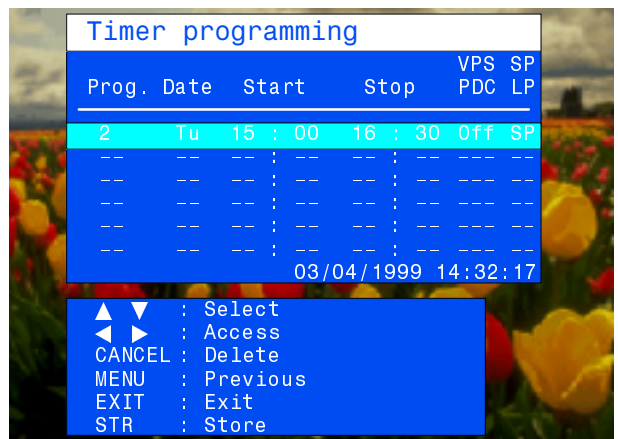 Timer programming
VPS SP
Prog. Date Start Stop PDC LP
2 Tu 15 : 00 16 : 30 Off SP
-- -- -- : -- -- : -- --- --
-- -- -- : -- -- : -- --- --
-- -- -- : -- -- : -- --- --
-- -- -- : -- -- : -- --- --
-- -- -- : -- -- : -- --- --
03/04/1999 14:32:17
▲ ▼ : Select
◀ ▶ : Access
CANCEL : Delete
MENU : Previous
EXIT : Exit
STR : Store